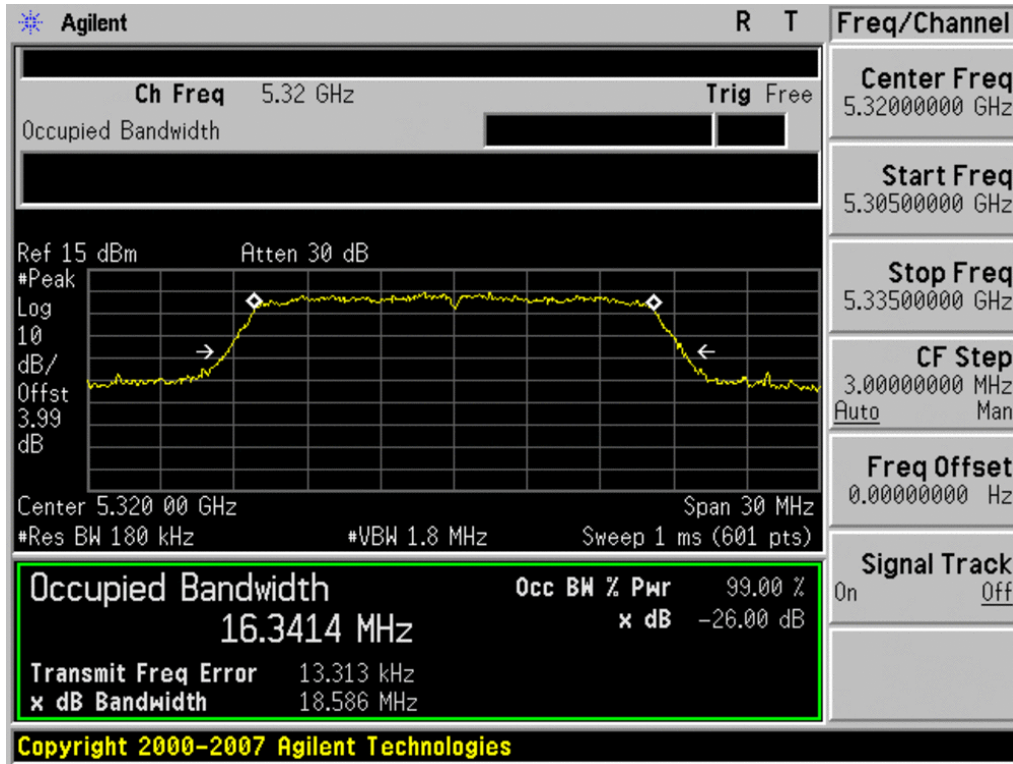 Agilent R T
Ch Freq 5.32 GHz Trig Free
Occupied Bandwidth
Ref 15 dBm Atten 30 dB
#Peak
Log
10
dB/
Offst
3.99
dB
Center 5.320 00 GHz Span 30 MHz
#Res BW 180 kHz #VBW 1.8 MHz Sweep 1 ms (601 pts)
Occupied Bandwidth
16.3414 MHz
Occ BW % Pwr 99.00 %
x dB -26.00 dB
Transmit Freq Error 13.313 kHz
x dB Bandwidth 18.586 MHz
Copyright 2000-2007 Agilent Technologies
Freq/Channel
Center Freq
5.32000000 GHz
Start Freq
5.30500000 GHz
Stop Freq
5.33500000 GHz
CF Step
3.00000000 MHz
Auto Man
Freq Offset
0.00000000 Hz
Signal Track
On Off